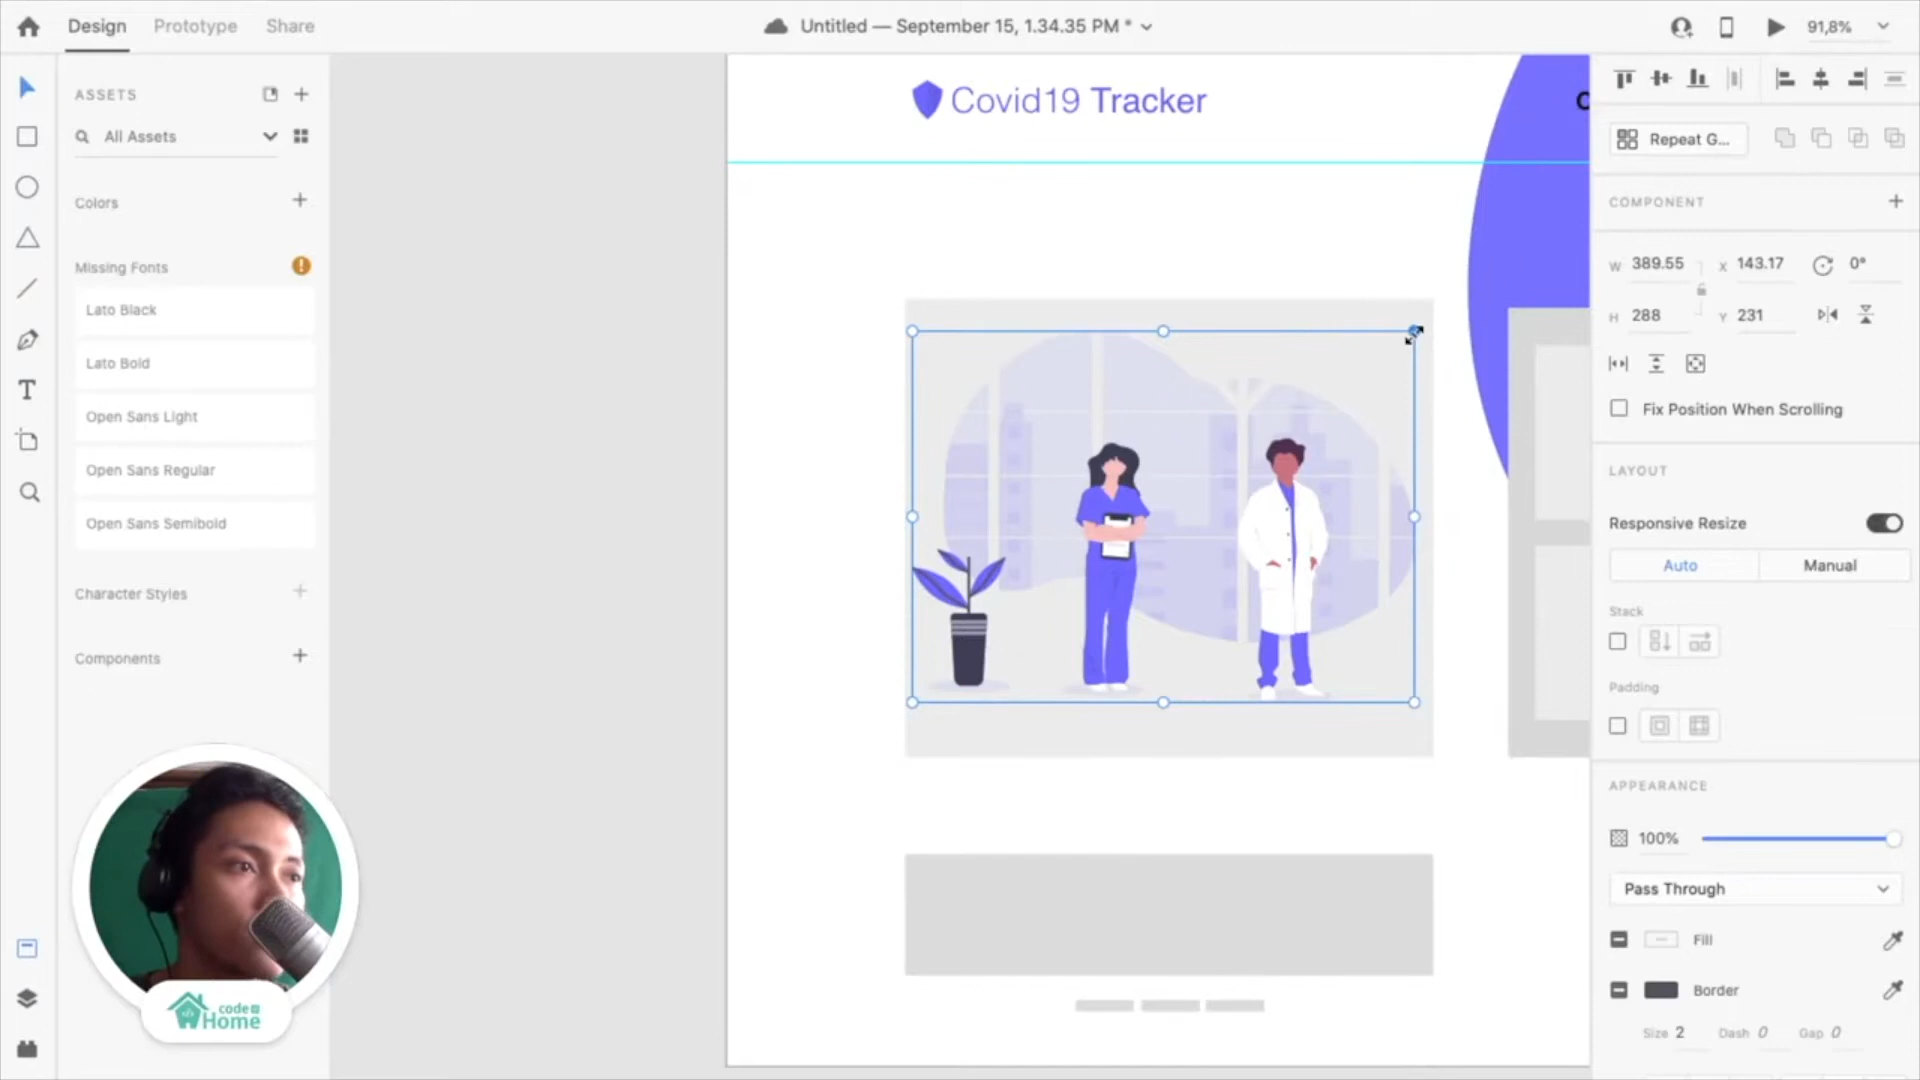 Design Prototype Share
Untitled — September 15, 1.34.35 PM *
91,8%
ASSETS
All Assets
Colors
Missing Fonts
Lato Black
Lato Bold
Open Sans Light
Open Sans Regular
Open Sans Semibold
Character Styles
Components
code
Home
Covid19 Tracker
Repeat G...
COMPONENT
W 389.55 X 143.17 0°
H 288 Y 231
Fix Position When Scrolling
LAYOUT
Responsive Resize
Auto Manual
Stack
Padding
APPEARANCE
100%
Pass Through
Fill
Border
Size 2 Dash 0 Gap 0